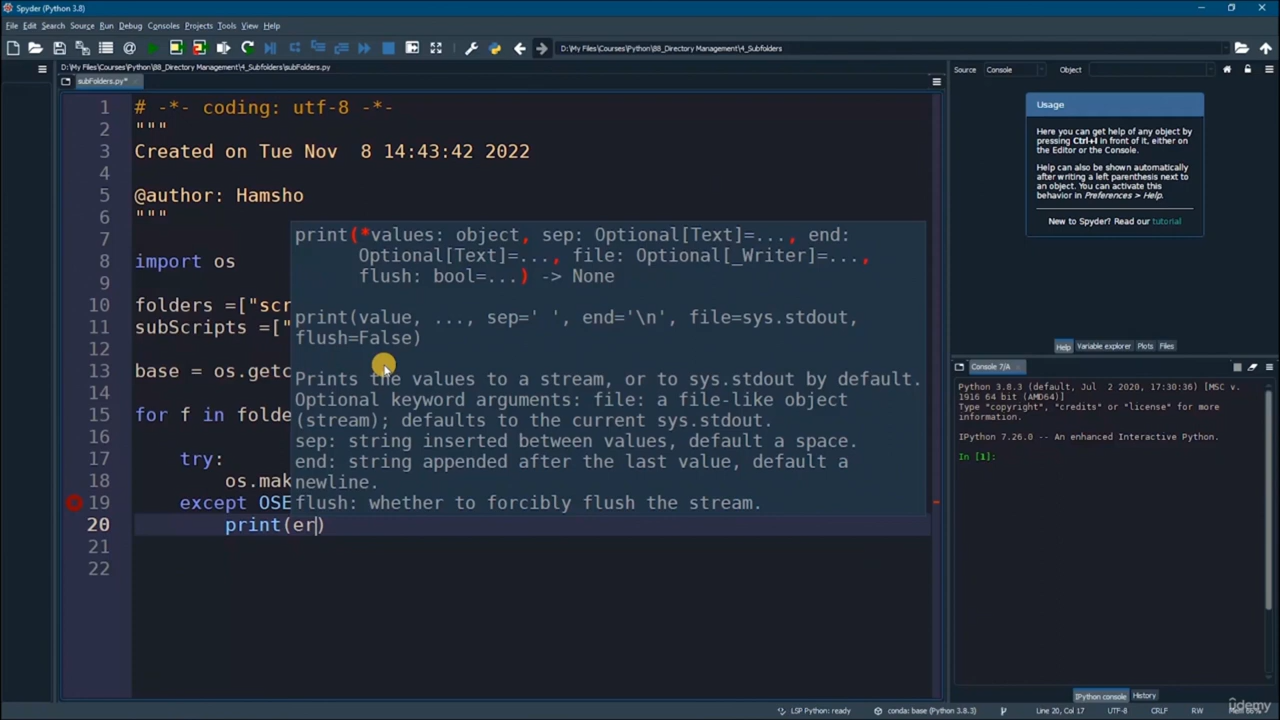 Spyder (Python 3.8)
File Edit Search Source Run Debug Consoles Projects Tools View Help
D:\My Files\Courses\Python\88_Directory Management\4_Subfolders
D:\My Files\Courses\Python\88_Directory Management\4_Subfolders\subFolders.py
subFolders.py*
Source Console Object
1 # -*- coding: utf-8 -*-
2 """
3 Created on Tue Nov  8 14:43:42 2022
4
5 @author: Hamsho
6 """
7
8 import os
9
10 folders =["scr
11 subScripts =["
12
13 base = os.getc
14
15 for f in folde
16
17 try:
18 os.mak
19 except OSE
20 print(er)
21
22
print(*values: object, sep: Optional[Text]=..., end:
Optional[Text]=..., file: Optional[_Writer]=...,
flush: bool=...) -> None
print(value, ..., sep=' ', end='\n', file=sys.stdout,
flush=False)
Prints the values to a stream, or to sys.stdout by default.
Optional keyword arguments: file: a file-like object
(stream); defaults to the current sys.stdout.
sep: string inserted between values, default a space.
end: string appended after the last value, default a
newline.
flush: whether to forcibly flush the stream.
Usage
Here you can get help of any object by
pressing Ctrl+I in front of it, either on
the Editor or the Console.
Help can also be shown automatically
after writing a left parenthesis next to
an object. You can activate this
behavior in Preferences > Help.
New to Spyder? Read our tutorial
Help Variable explorer Plots Files
Console 7/A
Python 3.8.3 (default, Jul  2 2020, 17:30:36) [MSC v.
1916 64 bit (AMD64)]
Type "copyright", "credits" or "license" for more
information.
IPython 7.26.0 -- An enhanced Interactive Python.
In [1]:
IPython console History
LSP Python: ready conda: base (Python 3.8.3) Line 20, Col 17 UTF-8 CRLF RW Mem
ûdemy